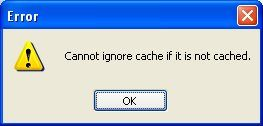 Error
Cannot ignore cache if it is not cached.
OK